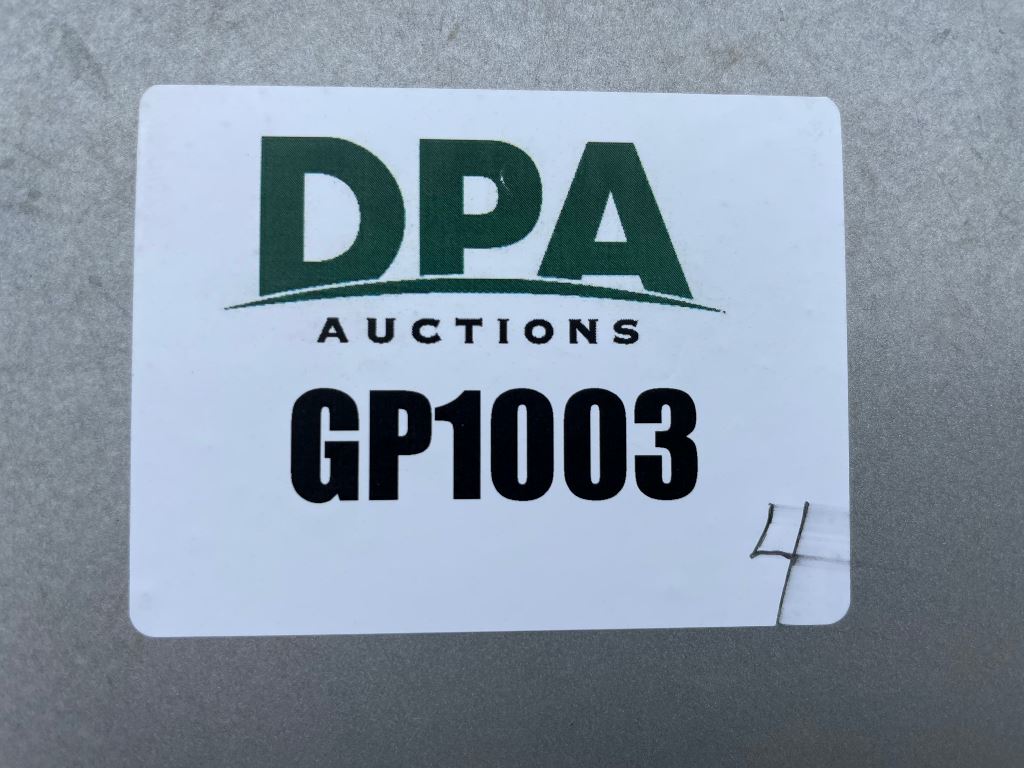 DPA
AUCTIONS
GP1003
4